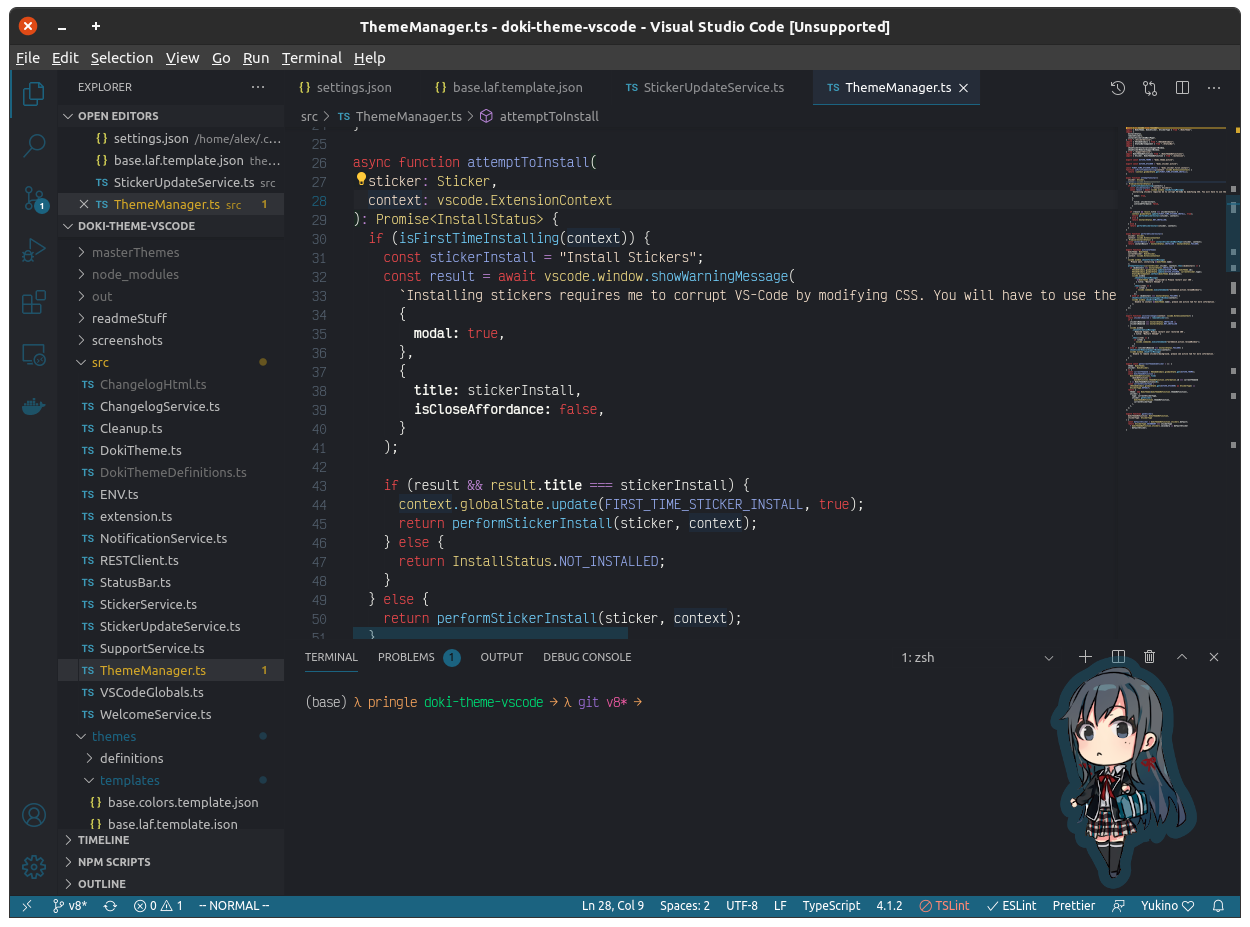 ThemeManager.ts - doki-theme-vscode - Visual Studio Code [Unsupported]
File Edit Selection View Go Run Terminal Help
EXPLORER
OPEN EDITORS
{} settings.json /home/alex/.c...
{} base.laf.template.json the...
TS StickerUpdateService.ts src
TS ThemeManager.ts src 1
DOKI-THEME-VSCODE
masterThemes
node_modules
out
readmeStuff
screenshots
src
TS ChangelogHtml.ts
TS ChangelogService.ts
TS Cleanup.ts
TS DokiTheme.ts
TS DokiThemeDefinitions.ts
TS ENV.ts
TS extension.ts
TS NotificationService.ts
TS RESTClient.ts
TS StatusBar.ts
TS StickerService.ts
TS StickerUpdateService.ts
TS SupportService.ts
TS ThemeManager.ts 1
TS VSCodeGlobals.ts
TS WelcomeService.ts
themes
definitions
templates
{} base.colors.template.json
{} base.laf.template.json
TIMELINE
NPM SCRIPTS
OUTLINE
1
{} settings.json {} base.laf.template.json TS StickerUpdateService.ts TS ThemeManager.ts
src > TS ThemeManager.ts > attemptToInstall
24 }
25
26 async function attemptToInstall(
27 sticker: Sticker,
28 context: vscode.ExtensionContext
29 ): Promise<InstallStatus> {
30 if (isFirstTimeInstalling(context)) {
31 const stickerInstall = "Install Stickers";
32 const result = await vscode.window.showWarningMessage(
33 `Installing stickers requires me to corrupt VS-Code by modifying CSS. You will have to use the
34 {
35 modal: true,
36 },
37 {
38 title: stickerInstall,
39 isCloseAffordance: false,
40 }
41 );
42
43 if (result && result.title === stickerInstall) {
44 context.globalState.update(FIRST_TIME_STICKER_INSTALL, true);
45 return performStickerInstall(sticker, context);
46 } else {
47 return InstallStatus.NOT_INSTALLED;
48 }
49 } else {
50 return performStickerInstall(sticker, context);
51 }
TERMINAL PROBLEMS 1 OUTPUT DEBUG CONSOLE 1: zsh
(base) λ pringle doki-theme-vscode → λ git v8* →
v8* 0 1 -- NORMAL -- Ln 28, Col 9 Spaces: 2 UTF-8 LF TypeScript 4.1.2 TSLint ESLint Prettier Yukino ♡